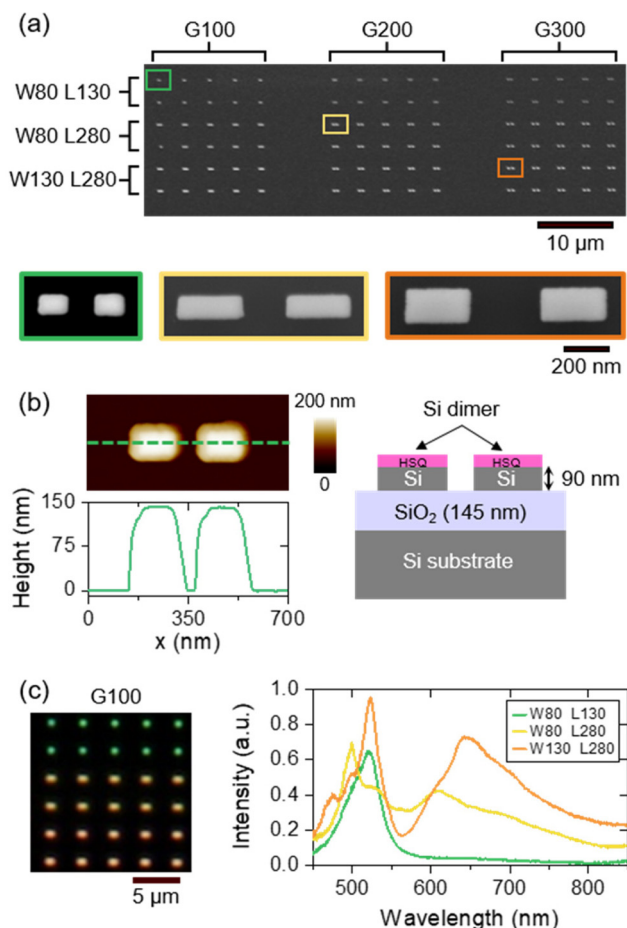 (a)
G100 G200 G300
W80 L130
W80 L280
W130 L280
10 µm
200 nm
(b)
200 nm
0
Height (nm)
150
75
0
0 350 700
x (nm)
Si dimer
HSQ HSQ
Si Si
90 nm
SiO₂ (145 nm)
Si substrate
(c)
G100
5 µm
Intensity (a.u.)
1.0
0.8
0.6
0.4
0.2
0.0
500 600 700 800
Wavelength (nm)
W80 L130
W80 L280
W130 L280